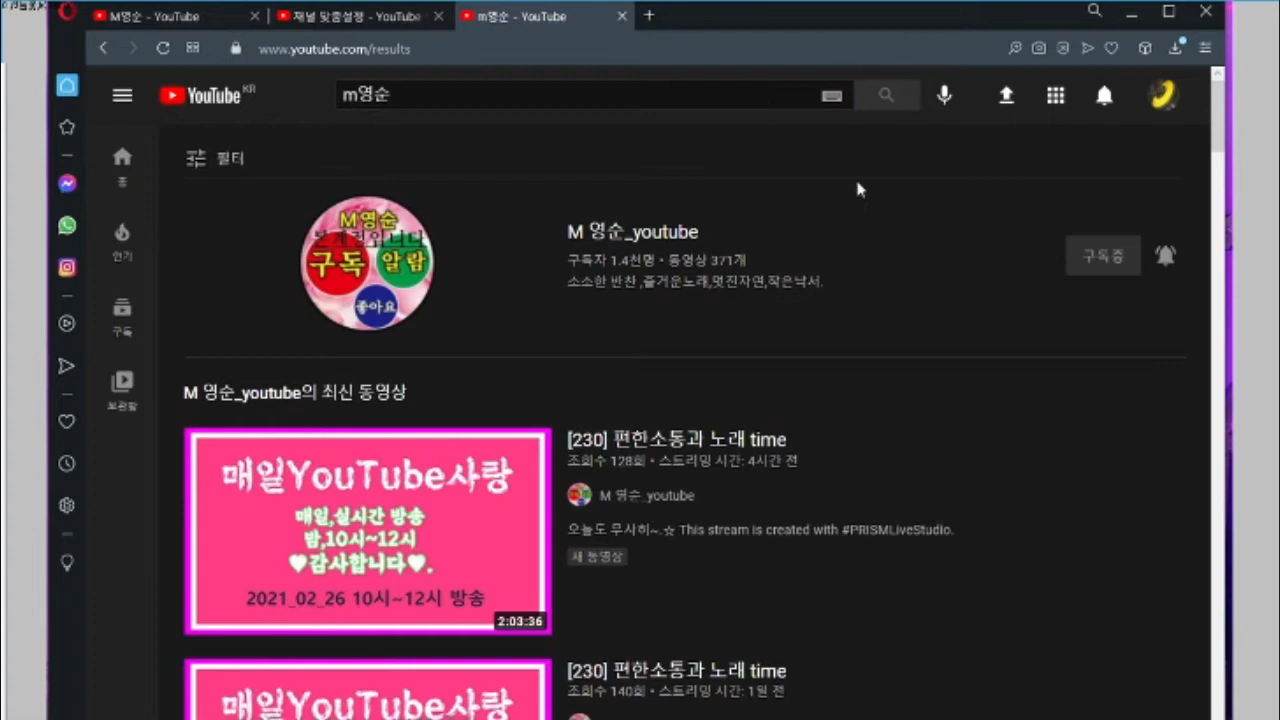 M영순 - YouTube
채널 맞춤설정 - YouTube
m영순 - YouTube
www.youtube.com/results
YouTube KR
m영순
필터
홈
인기
구독
보관함
M영순
본계정입니다
구독 알람
좋아요
M 영순_youtube
구독자 1.4천명 • 동영상 371개
소소한 반찬 ,즐거운노래,멋진자연,작은낙서.
구독중
M 영순_youtube의 최신 동영상
매일YouTube사랑
매일,실시간 방송
밤,10시~12시
♥감사합니다♥.
2021_02_26 10시~12시 방송
2:03:36
[230] 편한소통과 노래 time
조회수 128회 • 스트리밍 시간: 4시간 전
M 영순_youtube
오늘도 무사히~.☆ This stream is created with #PRISMLiveStudio.
새 동영상
매일YouTube사랑
[230] 편한소통과 노래 time
조회수 140회 • 스트리밍 시간: 1일 전